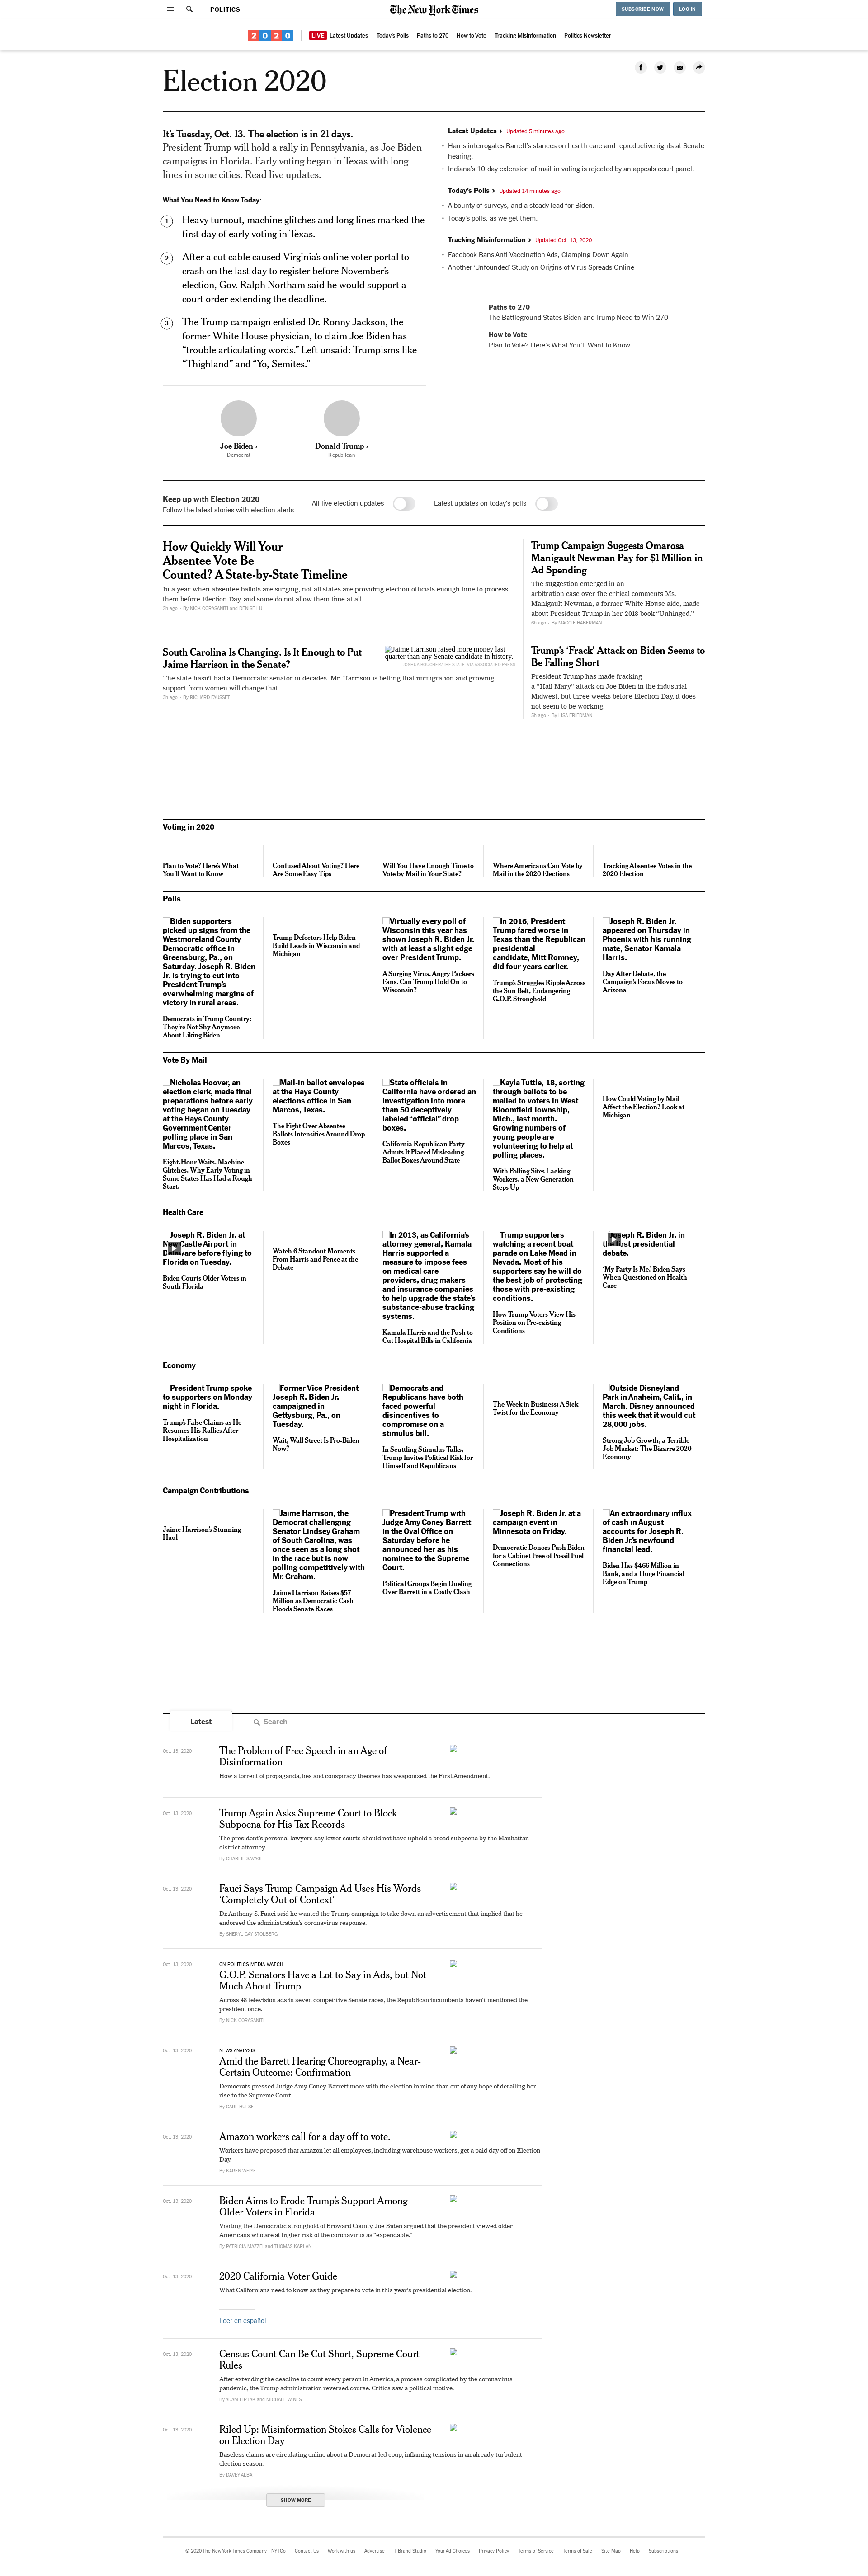 POLITICS
The New York Times
SUBSCRIBE NOW
LOG IN
2020
LIVE Latest Updates
Today's Polls
Paths to 270
How to Vote
Tracking Misinformation
Politics Newsletter
Election 2020
It's Tuesday, Oct. 13. The election is in 21 days.
President Trump will hold a rally in Pennsylvania, as Joe Biden
campaigns in Florida. Early voting began in Texas with long
lines in some cities. Read live updates.
What You Need to Know Today:
1 Heavy turnout, machine glitches and long lines marked the
first day of early voting in Texas.
2 After a cut cable caused Virginia's online voter portal to
crash on the last day to register before November's
election, Gov. Ralph Northam said he would support a
court order extending the deadline.
3 The Trump campaign enlisted Dr. Ronny Jackson, the
former White House physician, to claim Joe Biden has
“trouble articulating words.” Left unsaid: Trumpisms like
“Thighland” and “Yo, Semites.”
Joe Biden ›
Democrat
Donald Trump ›
Republican
Latest Updates › Updated 5 minutes ago
• Harris interrogates Barrett's stances on health care and reproductive rights at Senate
hearing.
• Indiana's 10-day extension of mail-in voting is rejected by an appeals court panel.
Today's Polls › Updated 14 minutes ago
• A bounty of surveys, and a steady lead for Biden.
• Today's polls, as we get them.
Tracking Misinformation › Updated Oct. 13, 2020
• Facebook Bans Anti-Vaccination Ads, Clamping Down Again
• Another ‘Unfounded’ Study on Origins of Virus Spreads Online
Paths to 270
The Battleground States Biden and Trump Need to Win 270
How to Vote
Plan to Vote? Here's What You'll Want to Know
Keep up with Election 2020
Follow the latest stories with election alerts
All live election updates
Latest updates on today's polls
How Quickly Will Your
Absentee Vote Be
Counted? A State-by-State Timeline
In a year when absentee ballots are surging, not all states are providing election officials enough time to process
them before Election Day, and some do not allow them time at all.
2h ago – By NICK CORASANITI and DENISE LU
South Carolina Is Changing. Is It Enough to Put
Jaime Harrison in the Senate?
Jaime Harrison raised more money last
quarter than any Senate candidate in history.
JOSHUA BOUCHER/THE STATE, VIA ASSOCIATED PRESS
The state hasn't had a Democratic senator in decades. Mr. Harrison is betting that immigration and growing
support from women will change that.
3h ago – By RICHARD FAUSSET
Trump Campaign Suggests Omarosa
Manigault Newman Pay for $1 Million in
Ad Spending
The suggestion emerged in an
arbitration case over the critical comments Ms.
Manigault Newman, a former White House aide, made
about President Trump in her 2018 book “Unhinged.”
6h ago – By MAGGIE HABERMAN
Trump's ‘Frack’ Attack on Biden Seems to
Be Falling Short
President Trump has made fracking
a “Hail Mary” attack on Joe Biden in the industrial
Midwest, but three weeks before Election Day, it does
not seem to be working.
5h ago – By LISA FRIEDMAN
Voting in 2020
Plan to Vote? Here's What
You'll Want to Know
Confused About Voting? Here
Are Some Easy Tips
Will You Have Enough Time to
Vote by Mail in Your State?
Where Americans Can Vote by
Mail in the 2020 Elections
Tracking Absentee Votes in the
2020 Election
Polls
Biden supporters
picked up signs from the
Westmoreland County
Democratic office in
Greensburg, Pa., on
Saturday. Joseph R. Biden
Jr. is trying to cut into
President Trump's
overwhelming margins of
victory in rural areas.
Democrats in Trump Country:
They're Not Shy Anymore
About Liking Biden
Trump Defectors Help Biden
Build Leads in Wisconsin and
Michigan
Virtually every poll of
Wisconsin this year has
shown Joseph R. Biden Jr.
with at least a slight edge
over President Trump.
A Surging Virus. Angry Packers
Fans. Can Trump Hold On to
Wisconsin?
In 2016, President
Trump fared worse in
Texas than the Republican
presidential
candidate, Mitt Romney,
did four years earlier.
Trump's Struggles Ripple Across
the Sun Belt, Endangering
G.O.P. Stronghold
Joseph R. Biden Jr.
appeared on Thursday in
Phoenix with his running
mate, Senator Kamala
Harris.
Day After Debate, the
Campaign's Focus Moves to
Arizona
Vote By Mail
Nicholas Hoover, an
election clerk, made final
preparations before early
voting began on Tuesday
at the Hays County
Government Center
polling place in San
Marcos, Texas.
Eight-Hour Waits. Machine
Glitches. Why Early Voting in
Some States Has Had a Rough
Start.
Mail-in ballot envelopes
at the Hays County
elections office in San
Marcos, Texas.
The Fight Over Absentee
Ballots Intensifies Around Drop
Boxes
State officials in
California have ordered an
investigation into more
than 50 deceptively
labeled “official” drop
boxes.
California Republican Party
Admits It Placed Misleading
Ballot Boxes Around State
Kayla Tuttle, 18, sorting
through ballots to be
mailed to voters in West
Bloomfield Township,
Mich., last month.
Growing numbers of
young people are
volunteering to help at
polling places.
With Polling Sites Lacking
Workers, a New Generation
Steps Up
How Could Voting by Mail
Affect the Election? Look at
Michigan
Health Care
Joseph R. Biden Jr. at
New Castle Airport in
Delaware before flying to
Florida on Tuesday.
Biden Courts Older Voters in
South Florida
Watch 6 Standout Moments
From Harris and Pence at the
Debate
In 2013, as California's
attorney general, Kamala
Harris supported a
measure to impose fees
on medical care
providers, drug makers
and insurance companies
to help upgrade the state's
substance-abuse tracking
systems.
Kamala Harris and the Push to
Cut Hospital Bills in California
Trump supporters
watching a recent boat
parade on Lake Mead in
Nevada. Most of his
supporters say he will do
the best job of protecting
those with pre-existing
conditions.
How Trump Voters View His
Position on Pre-existing
Conditions
Joseph R. Biden Jr. in
the first presidential
debate.
‘My Party Is Me,’ Biden Says
When Questioned on Health
Care
Economy
President Trump spoke
to supporters on Monday
night in Florida.
Trump's False Claims as He
Resumes His Rallies After
Hospitalization
Former Vice President
Joseph R. Biden Jr.
campaigned in
Gettysburg, Pa., on
Tuesday.
Wait, Wall Street Is Pro-Biden
Now?
Democrats and
Republicans have both
faced powerful
disincentives to
compromise on a
stimulus bill.
In Scuttling Stimulus Talks,
Trump Invites Political Risk for
Himself and Republicans
The Week in Business: A Sick
Twist for the Economy
Outside Disneyland
Park in Anaheim, Calif., in
March. Disney announced
this week that it would cut
28,000 jobs.
Strong Job Growth, a Terrible
Job Market: The Bizarre 2020
Economy
Campaign Contributions
Jaime Harrison's Stunning
Haul
Jaime Harrison, the
Democrat challenging
Senator Lindsey Graham
of South Carolina, was
once seen as a long shot
in the race but is now
polling competitively with
Mr. Graham.
Jaime Harrison Raises $57
Million as Democratic Cash
Floods Senate Races
President Trump with
Judge Amy Coney Barrett
in the Oval Office on
Saturday before he
announced her as his
nominee to the Supreme
Court.
Political Groups Begin Dueling
Over Barrett in a Costly Clash
Joseph R. Biden Jr. at a
campaign event in
Minnesota on Friday.
Democratic Donors Push Biden
for a Cabinet Free of Fossil Fuel
Connections
An extraordinary influx
of cash in August
accounts for Joseph R.
Biden Jr.'s newfound
financial lead.
Biden Has $466 Million in
Bank, and a Huge Financial
Edge on Trump
Latest
Search
Oct. 13, 2020
The Problem of Free Speech in an Age of
Disinformation
How a torrent of propaganda, lies and conspiracy theories has weaponized the First Amendment.
Oct. 13, 2020
Trump Again Asks Supreme Court to Block
Subpoena for His Tax Records
The president's personal lawyers say lower courts should not have upheld a broad subpoena by the Manhattan
district attorney.
By CHARLIE SAVAGE
Oct. 13, 2020
Fauci Says Trump Campaign Ad Uses His Words
‘Completely Out of Context’
Dr. Anthony S. Fauci said he wanted the Trump campaign to take down an advertisement that implied that he
endorsed the administration's coronavirus response.
By SHERYL GAY STOLBERG
Oct. 13, 2020
ON POLITICS MEDIA WATCH
G.O.P. Senators Have a Lot to Say in Ads, but Not
Much About Trump
Across 48 television ads in seven competitive Senate races, the Republican incumbents haven't mentioned the
president once.
By NICK CORASANITI
Oct. 13, 2020
NEWS ANALYSIS
Amid the Barrett Hearing Choreography, a Near-
Certain Outcome: Confirmation
Democrats pressed Judge Amy Coney Barrett more with the election in mind than out of any hope of derailing her
rise to the Supreme Court.
By CARL HULSE
Oct. 13, 2020
Amazon workers call for a day off to vote.
Workers have proposed that Amazon let all employees, including warehouse workers, get a paid day off on Election
Day.
By KAREN WEISE
Oct. 13, 2020
Biden Aims to Erode Trump's Support Among
Older Voters in Florida
Visiting the Democratic stronghold of Broward County, Joe Biden argued that the president viewed older
Americans who are at higher risk of the coronavirus as “expendable.”
By PATRICIA MAZZEI and THOMAS KAPLAN
Oct. 13, 2020
2020 California Voter Guide
What Californians need to know as they prepare to vote in this year's presidential election.
Leer en español
Oct. 13, 2020
Census Count Can Be Cut Short, Supreme Court
Rules
After extending the deadline to count every person in America, a process complicated by the coronavirus
pandemic, the Trump administration reversed course. Critics saw a political motive.
By ADAM LIPTAK and MICHAEL WINES
Oct. 13, 2020
Riled Up: Misinformation Stokes Calls for Violence
on Election Day
Baseless claims are circulating online about a Democrat-led coup, inflaming tensions in an already turbulent
election season.
By DAVEY ALBA
SHOW MORE
© 2020 The New York Times Company
NYTCo
Contact Us
Work with us
Advertise
T Brand Studio
Your Ad Choices
Privacy Policy
Terms of Service
Terms of Sale
Site Map
Help
Subscriptions